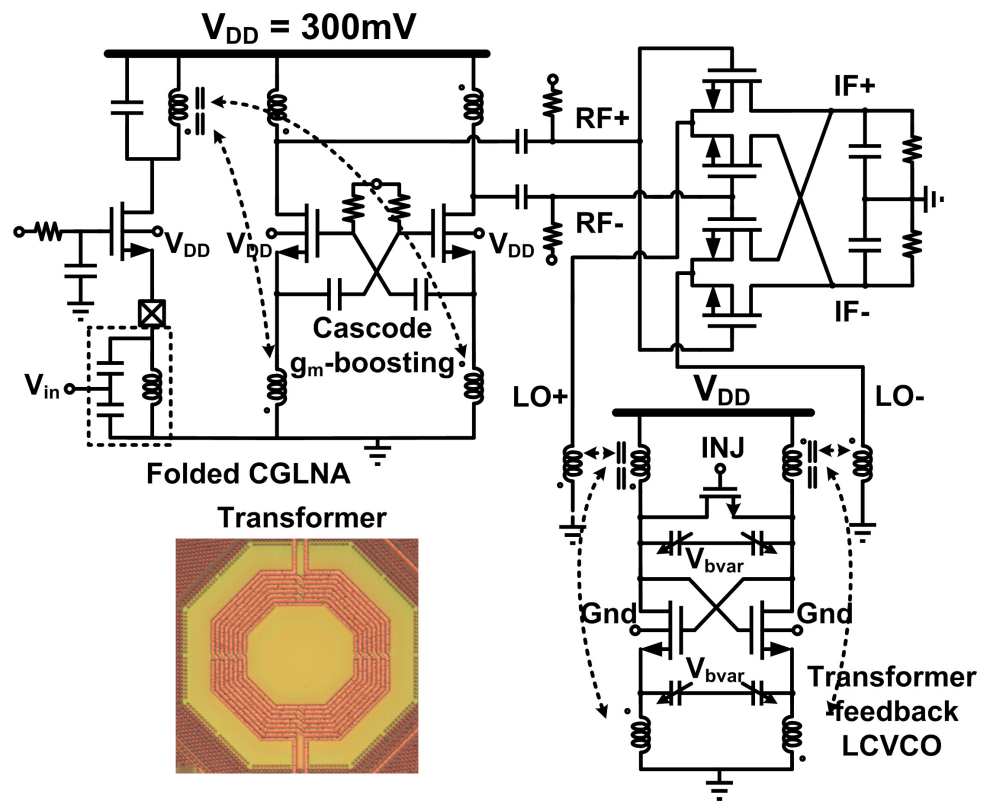 V_DD = 300mV
RF+
IF+
V_DD
V_DD
V_DD
RF-
IF-
Cascode
g_m-boosting
V_in
LO+
V_DD
LO-
INJ
Folded CGLNA
Transformer
V_bvar
Gnd
Gnd
V_bvar
Transformer
-feedback
LCVCO